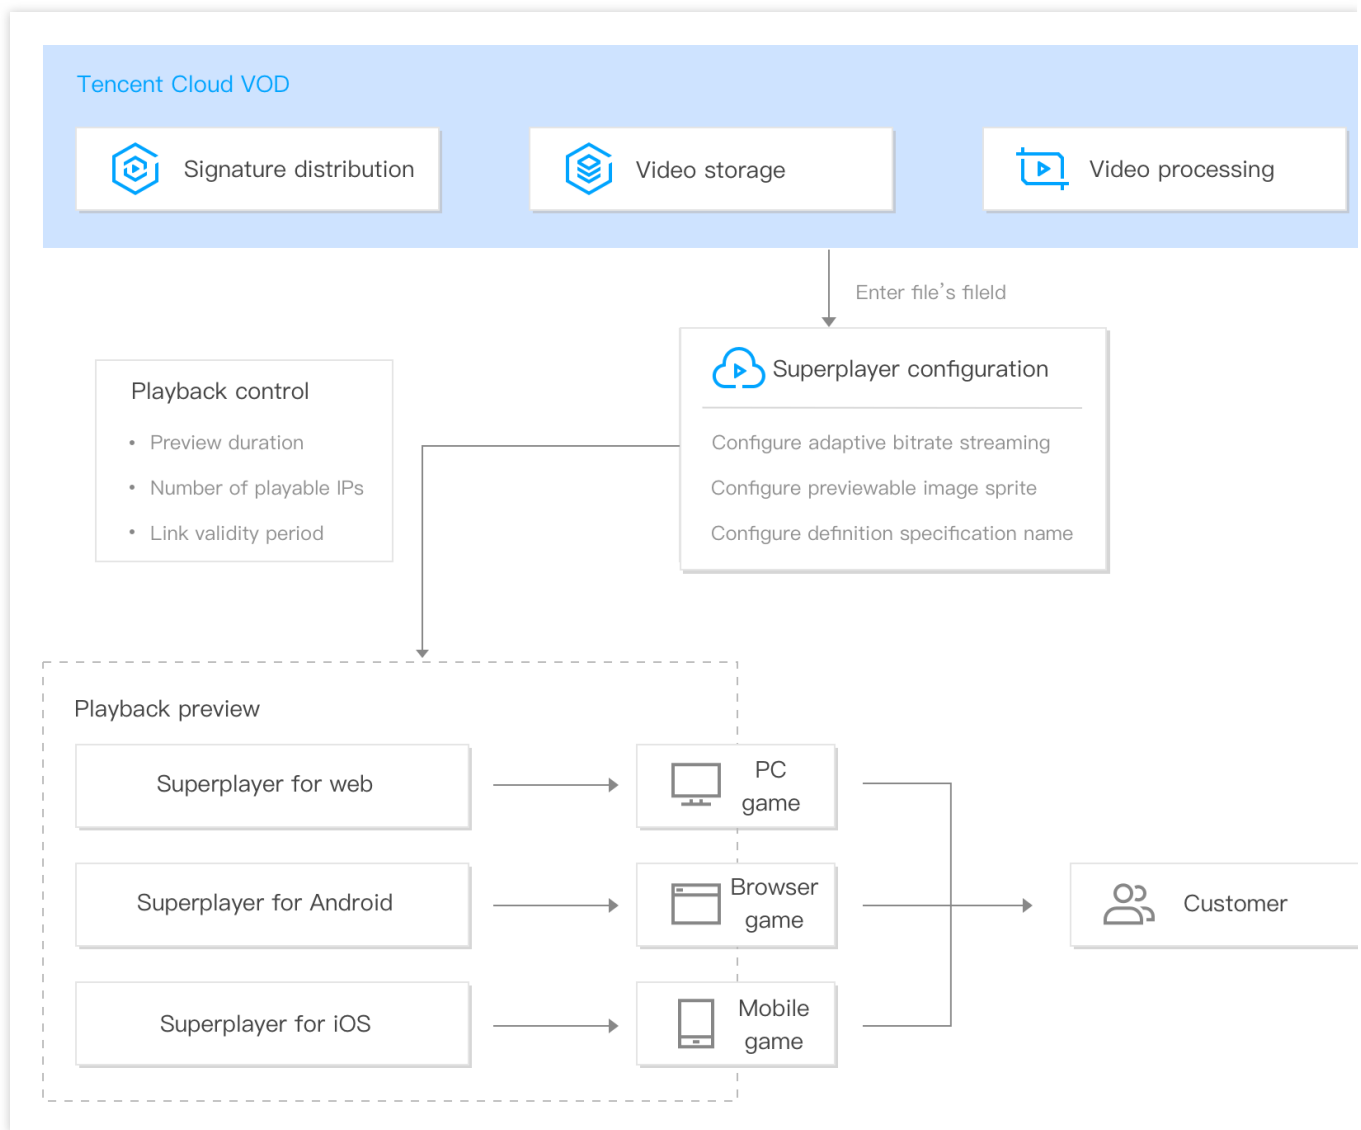 Tencent Cloud VOD
Signature distribution
Video storage
Video processing
Enter file's fileId
Superplayer configuration
Configure adaptive bitrate streaming
Configure previewable image sprite
Configure definition specification name
Playback control
• Preview duration
• Number of playable IPs
• Link validity period
Playback preview
Superplayer for web
PC
game
Superplayer for Android
Browser
game
Customer
Superplayer for iOS
Mobile
game